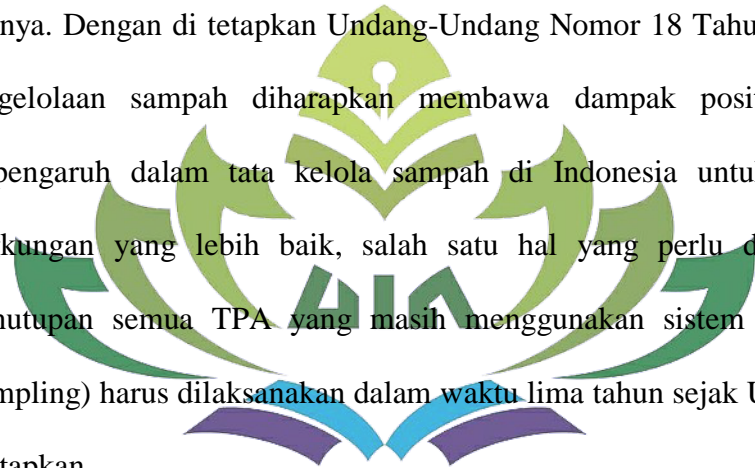 nya. Dengan di tetapkan Undang-Undang Nomor 18 Tahu
gelolaan sampah diharapkan membawa dampak posit
pengaruh dalam tata kelola sampah di Indonesia untu
kungan yang lebih baik, salah satu hal yang perlu d
nutupan semua TPA yang masih menggunakan sistem
UIN
mpling) harus dilaksanakan dalam waktu lima tahun sejak U
tapkan